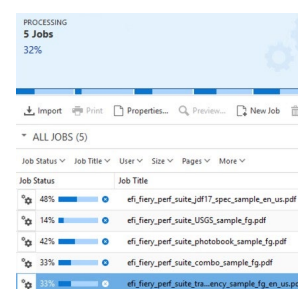 PROCESSING
5 Jobs
32%
Import Print Properties... Preview... New Job
ALL JOBS (5)
Job Status User Size Pages More
Job Status Job Title
48% efi_fiery_perf_suite_jdf17_spec_sample_en_us.pdf
14% efi_fiery_perf_suite_USGS_sample_fg.pdf
42% efi_fiery_perf_suite_photobook_sample_fg.pdf
33% efi_fiery_perf_suite_combo_sample_fg.pdf
33% efi_fiery_perf_suite_tra...ency_sample_fg_en_us.pd